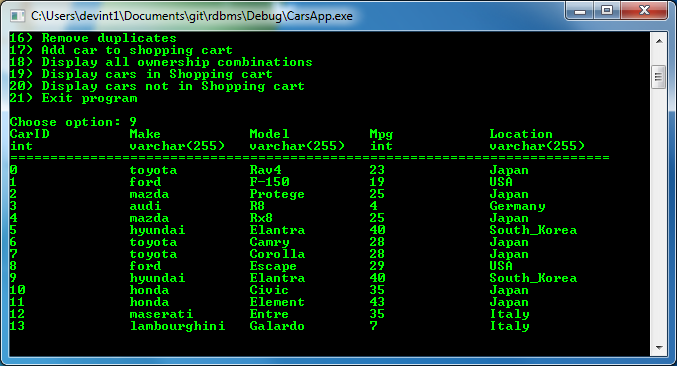 C:\Users\devint1\Documents\git\rdbms\Debug\CarsApp.exe
16) Remove duplicates
17) Add car to shopping cart
18) Display all ownership combinations
19) Display cars in Shopping cart
20) Display cars not in Shopping cart
21) Exit program
Choose option: 9
CarID Make Model Mpg Location
int varchar(255) varchar(255) int varchar(255)
============================================================================
0 toyota Rav4 23 Japan
1 ford F-150 19 USA
2 mazda Protege 25 Japan
3 audi R8 4 Germany
4 mazda Rx8 25 Japan
5 hyundai Elantra 40 South_Korea
6 toyota Camry 28 Japan
7 toyota Corolla 28 Japan
8 ford Escape 29 USA
9 hyundai Elantra 40 South_Korea
10 honda Civic 35 Japan
11 honda Element 43 Japan
12 maserati Entre 35 Italy
13 lambourghini Galardo 7 Italy